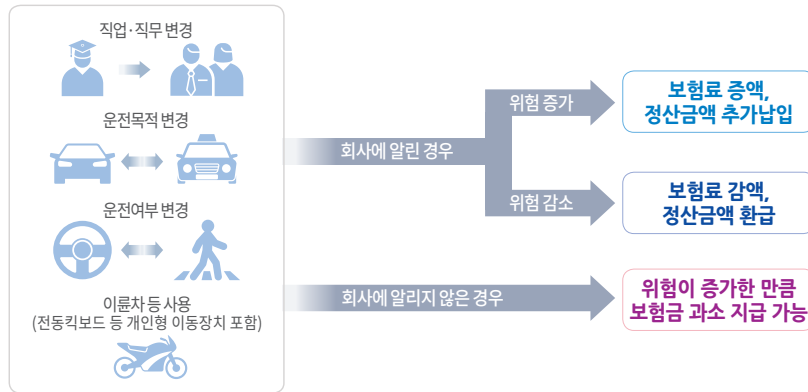 직업·직무 변경
운전목적 변경
운전여부 변경
이륜차 등 사용
(전동킥보드 등 개인형 이동장치 포함)
회사에 알린 경우
위험 증가
보험료 증액,
정산금액 추가납입
위험 감소
보험료 감액,
정산금액 환급
회사에 알리지 않은 경우
위험이 증가한 만큼
보험금 과소 지급 가능